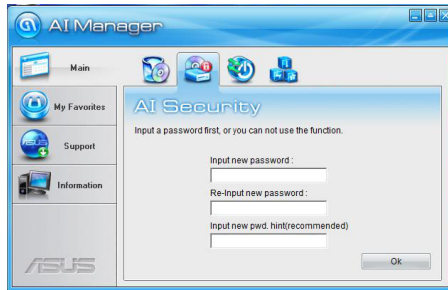 AI Manager
Main
My Favorites
Support
Information
ASUS
AI Security
Input a password first, or you can not use the function.
Input new password :
Re-Input new password :
Input new pwd. hint(recommended)
Ok